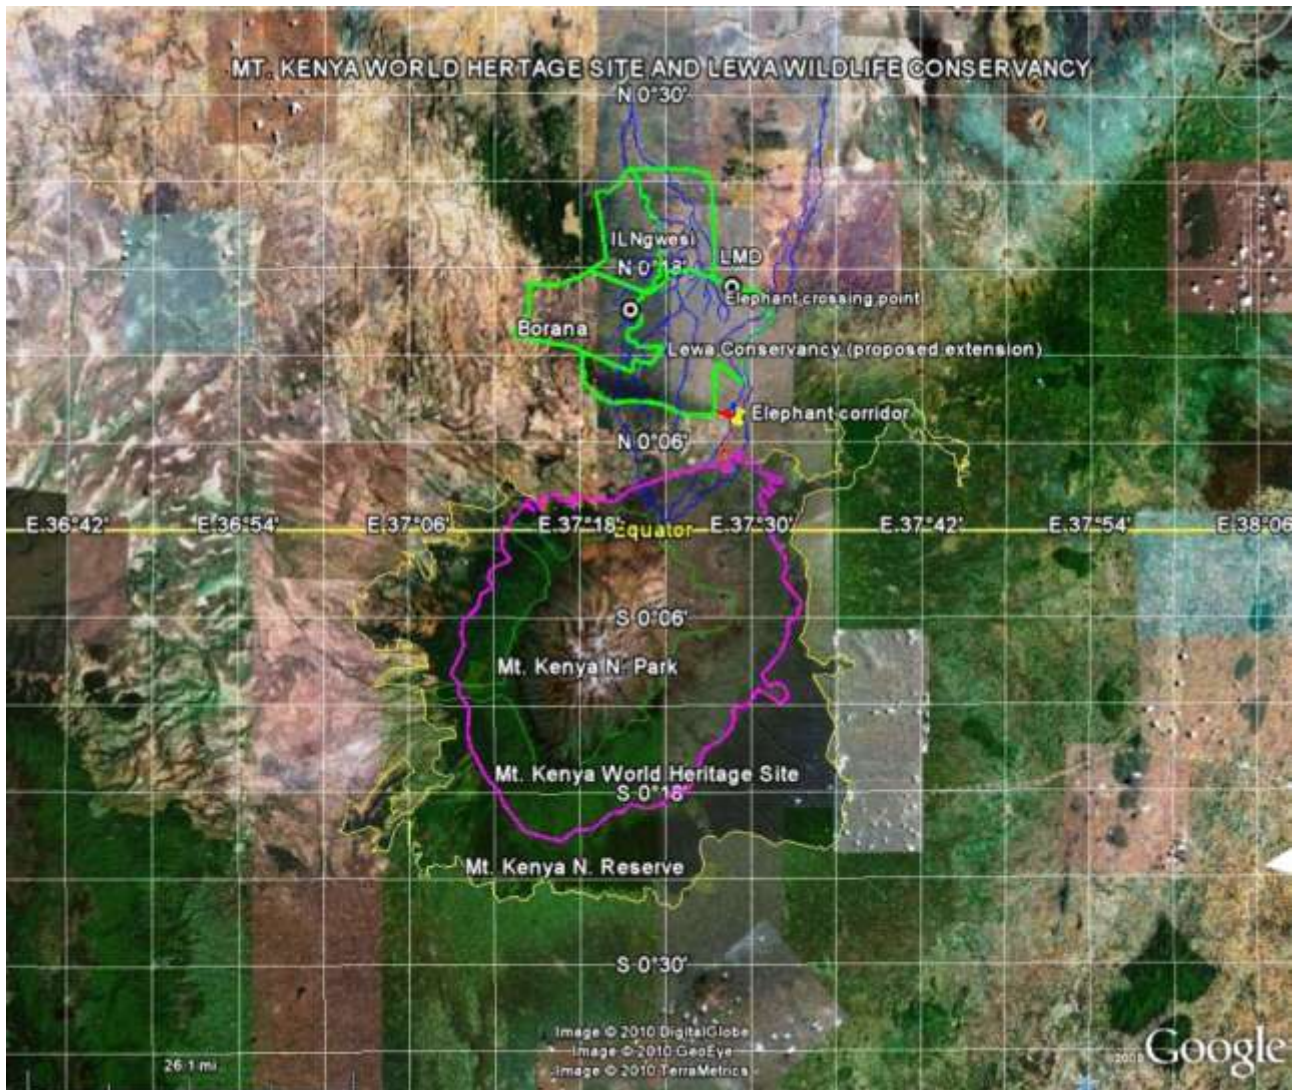 MT. KENYA WORLD HERTAGE SITE AND LEWA WILDLIFE CONSERVANCY
N 0°30'
ILNgwesi
LMD
N 0°18'
Elephant crossing point
Borana
Lewa Conservancy (proposed extension)
Elephant corridor
N 0°06'
E.36°42' E.36°54' E.37°06' E.37°18' E.37°30' E.37°42' E.37°54' E.38°06'
Equator
S 0°06'
Mt. Kenya N. Park
Mt. Kenya World Heritage Site
S 0°18'
Mt. Kenya N. Reserve
S 0°30'
Image © 2010 DigitalGlobe
Image © 2010 GeoEye
Image © 2010 TerraMetrics
26.1 mi
Google